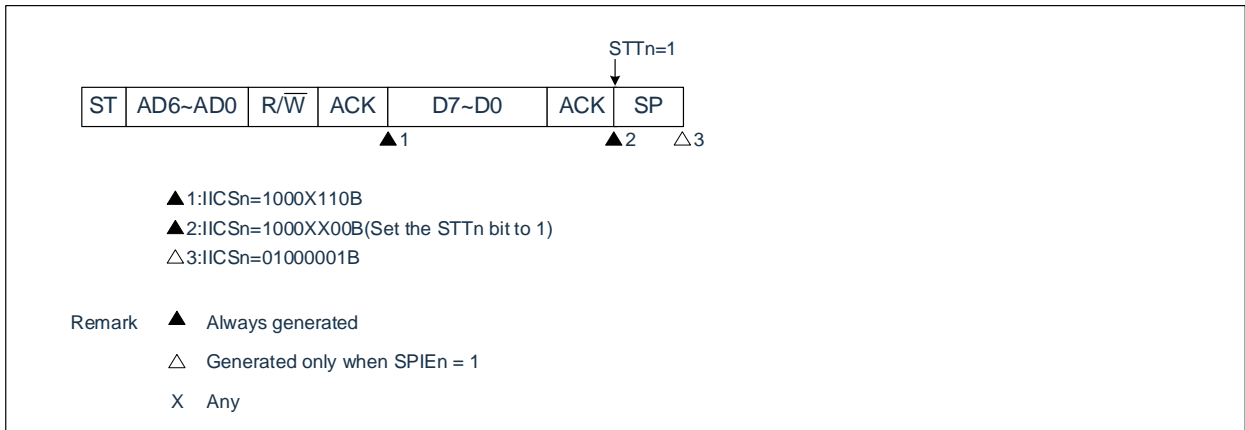 STTn=1
ST AD6~AD0 R/W̅ ACK D7~D0 ACK SP
▲1 ▲2 △3
▲1:IICSn=1000X110B
▲2:IICSn=1000XX00B(Set the STTn bit to 1)
△3:IICSn=01000001B
Remark ▲ Always generated
△ Generated only when SPIEn = 1
X Any